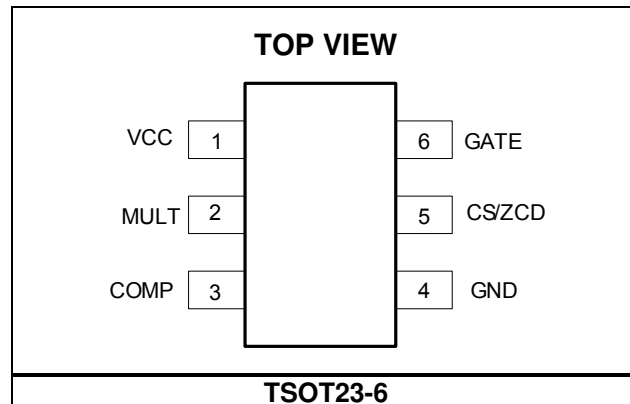 TOP VIEW
VCC 1 6 GATE
MULT 2 5 CS/ZCD
COMP 3 4 GND
TSOT23-6